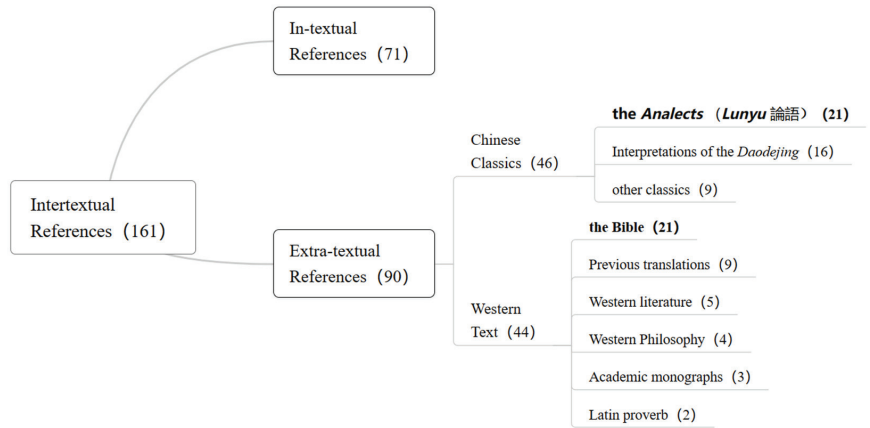 In-textual
References（71）
the Analects （Lunyu 論語）（21）
Chinese
Classics（46）
Interpretations of the Daodejing（16）
other classics（9）
Intertextual
References（161）
Extra-textual
References（90）
the Bible（21）
Previous translations（9）
Western
Text（44）
Western literature（5）
Western Philosophy（4）
Academic monographs（3）
Latin proverb（2）